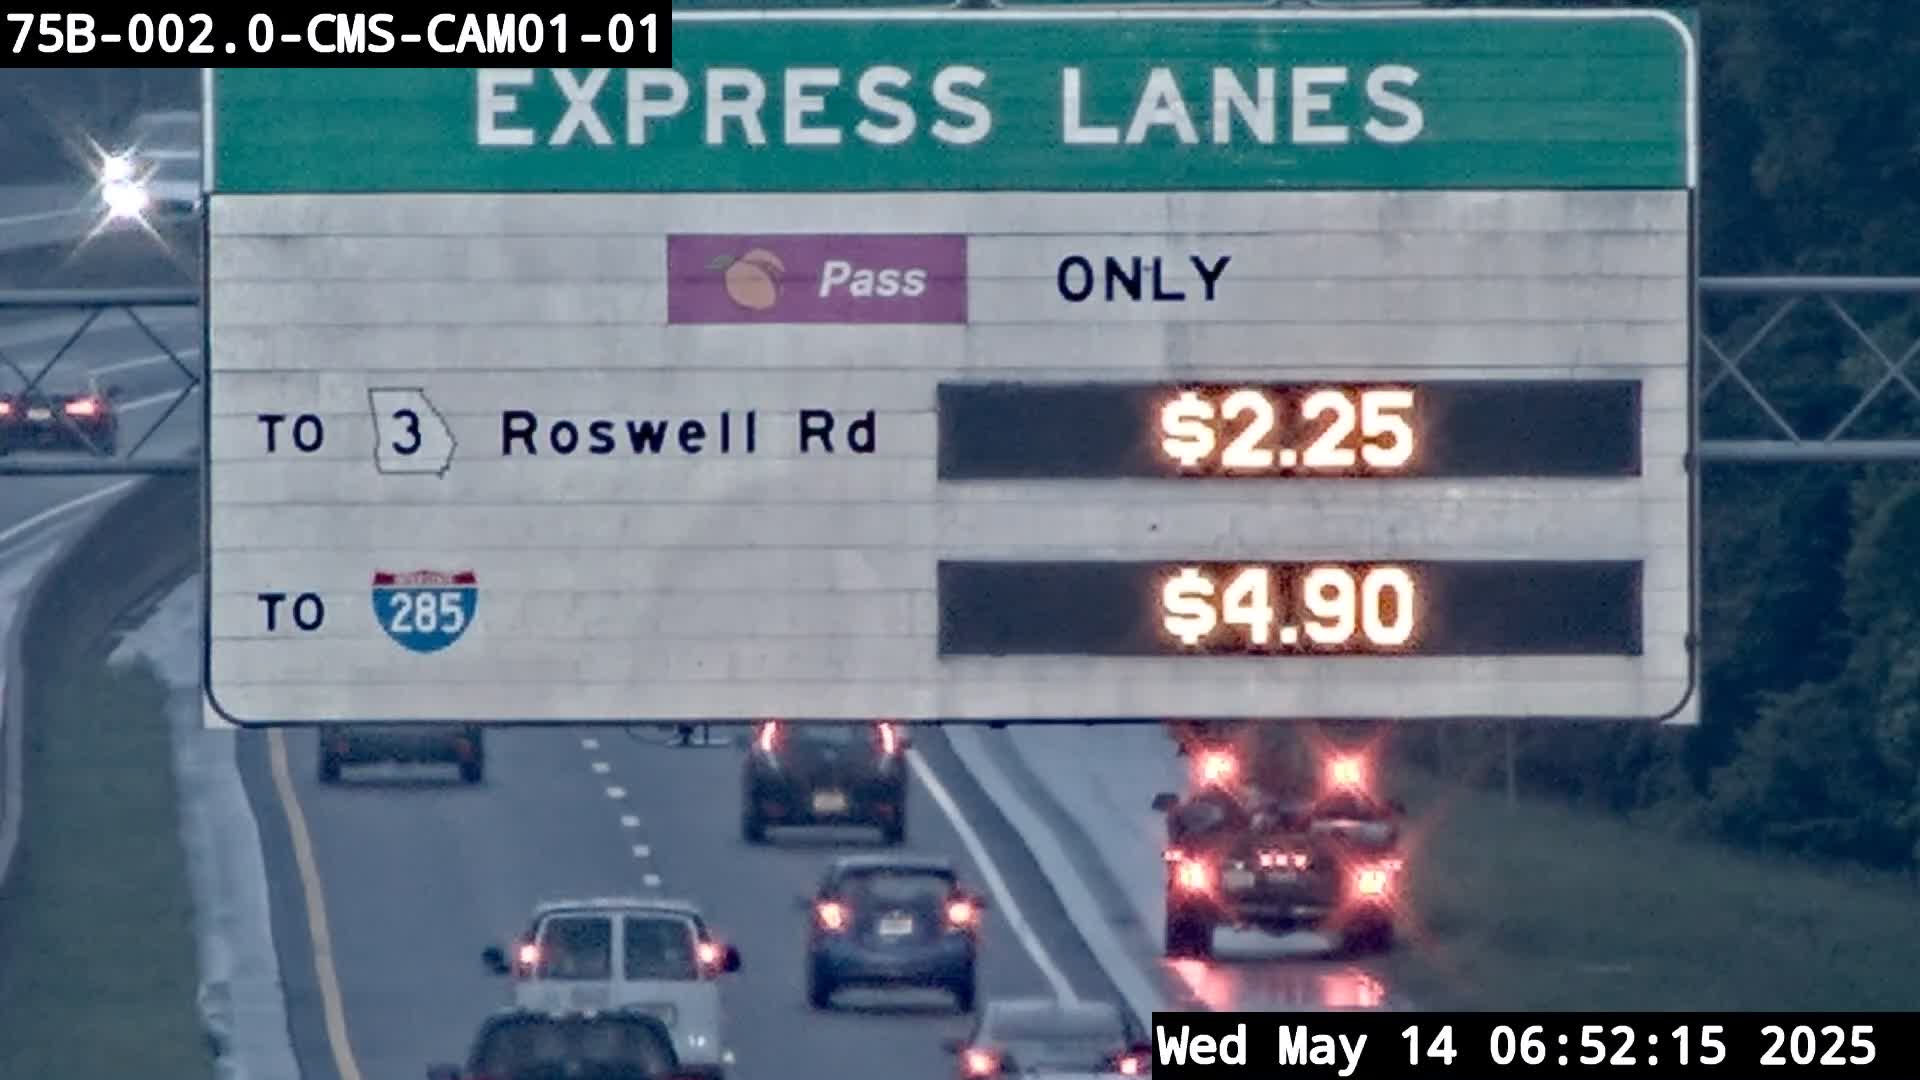 75B-002.0-CMS-CAM01-01
EXPRESS LANES
Pass ONLY
TO 3 Roswell Rd $2.25
TO 285 $4.90
Wed May 14 06:52:15 2025